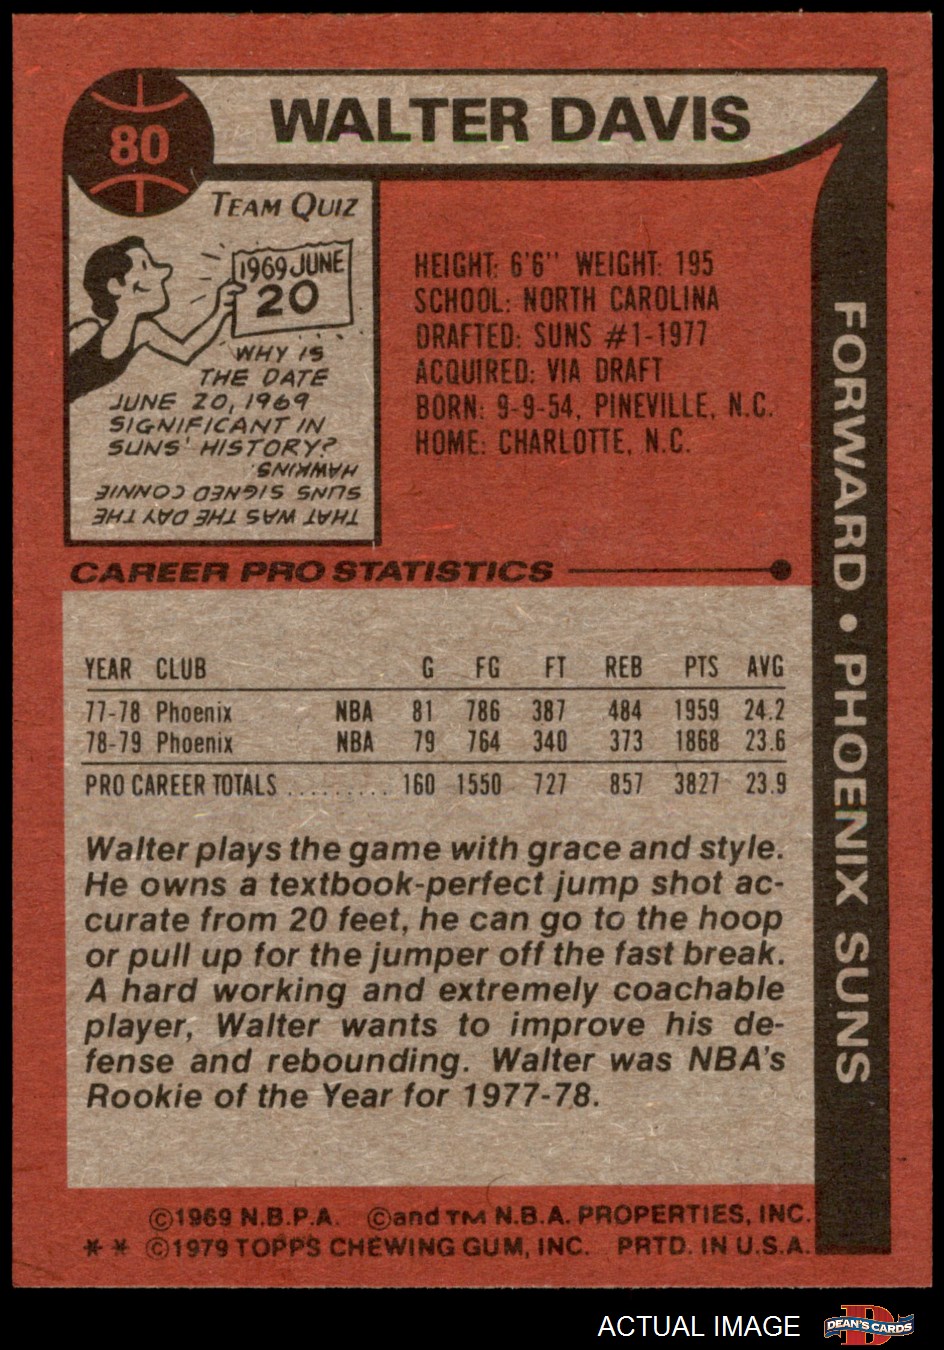 80
WALTER DAVIS
TEAM QUIZ
1969 JUNE
20
WHY IS
THE DATE
JUNE 20, 1969
SIGNIFICANT IN
SUNS' HISTORY?
THAT WAS THE DAY THE
SUNS SIGNED CONNIE
HAWKINS.
HEIGHT: 6'6" WEIGHT: 195
SCHOOL: NORTH CAROLINA
DRAFTED: SUNS #1-1977
ACQUIRED: VIA DRAFT
BORN: 9-9-54, PINEVILLE, N.C.
HOME: CHARLOTTE, N.C.
FORWARD • PHOENIX SUNS
CAREER PRO STATISTICS
YEAR CLUB G FG FT REB PTS AVG
77-78 Phoenix NBA 81 786 387 484 1959 24.2
78-79 Phoenix NBA 79 764 340 373 1868 23.6
PRO CAREER TOTALS ......... 160 1550 727 857 3827 23.9
Walter plays the game with grace and style.
He owns a textbook-perfect jump shot ac-
curate from 20 feet, he can go to the hoop
or pull up for the jumper off the fast break.
A hard working and extremely coachable
player, Walter wants to improve his de-
fense and rebounding. Walter was NBA's
Rookie of the Year for 1977-78.
©1969 N.B.P.A. ©and TM N.B.A. PROPERTIES, INC.
** ©1979 TOPPS CHEWING GUM, INC. PRTD. IN U.S.A.
ACTUAL IMAGE
D
DEAN'S CARDS